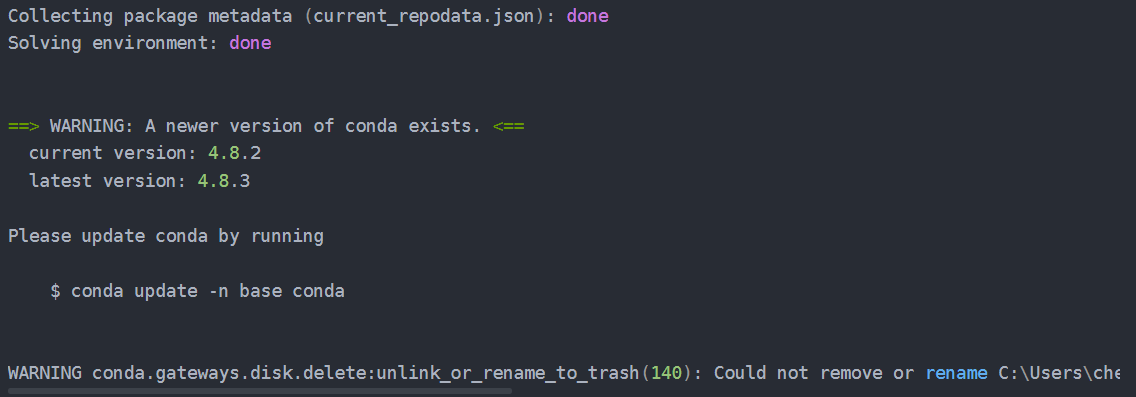 Collecting package metadata (current_repodata.json): done
Solving environment: done
==> WARNING: A newer version of conda exists. <==
current version: 4.8.2
latest version: 4.8.3
Please update conda by running
$ conda update -n base conda
WARNING conda.gateways.disk.delete:unlink_or_rename_to_trash(140): Could not remove or rename C:\Users\che